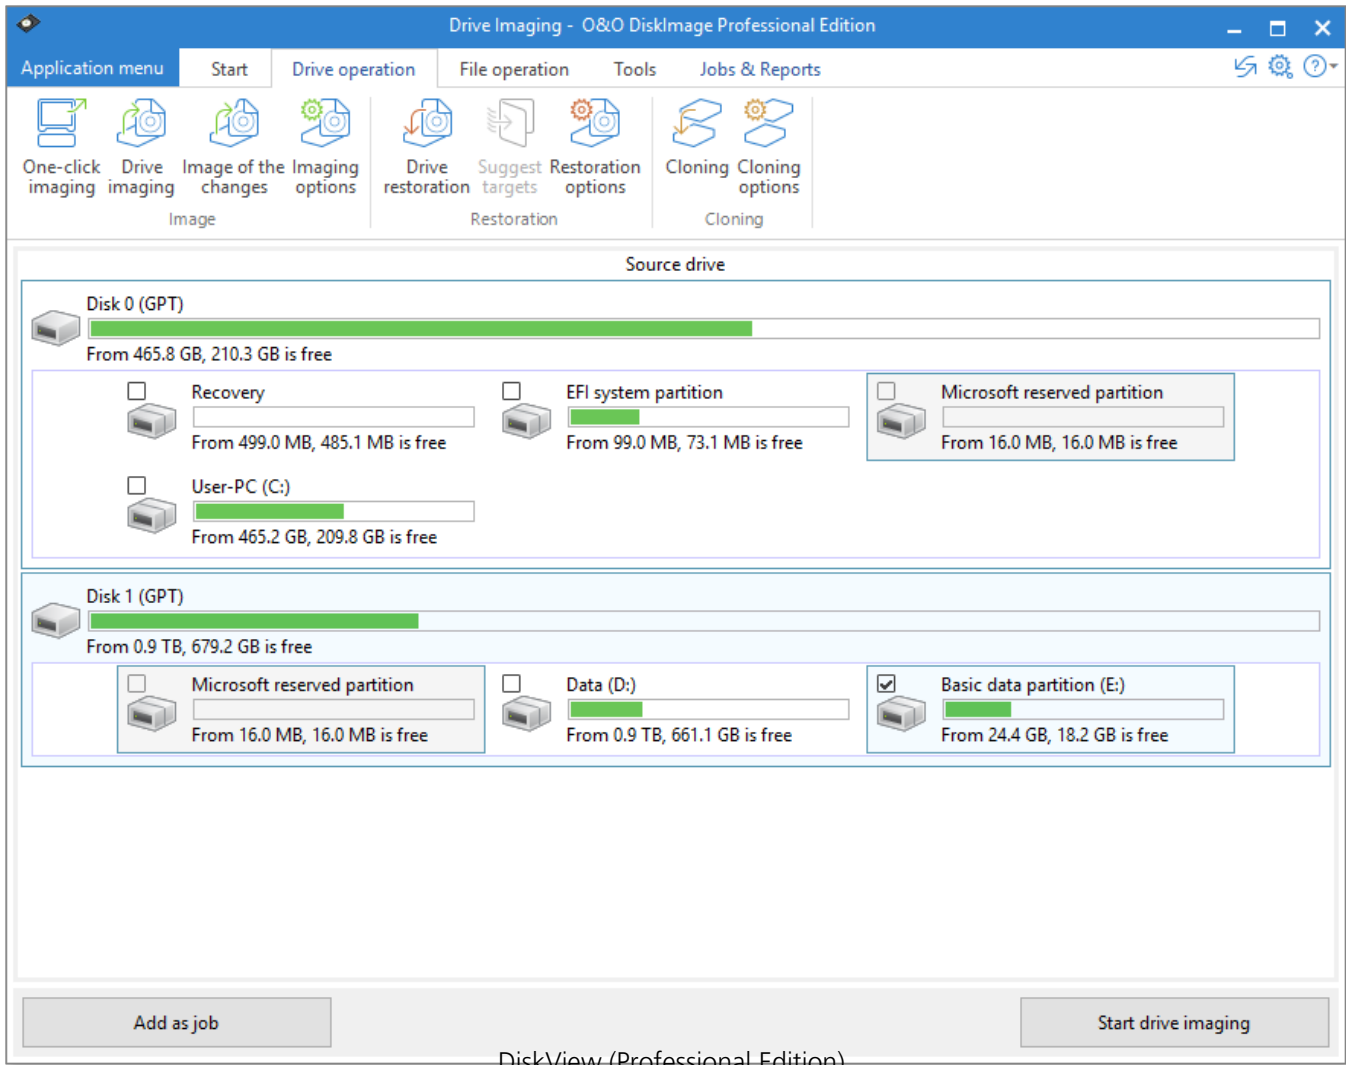 Drive Imaging - O&O DiskImage Professional Edition
Application menu Start Drive operation File operation Tools Jobs & Reports
One-click imaging
Drive imaging
Image of the changes
Imaging options
Drive restoration
Suggest targets
Restoration options
Cloning
Cloning options
Image Restoration Cloning
Source drive
Disk 0 (GPT)
From 465.8 GB, 210.3 GB is free
Recovery
From 499.0 MB, 485.1 MB is free
EFI system partition
From 99.0 MB, 73.1 MB is free
Microsoft reserved partition
From 16.0 MB, 16.0 MB is free
User-PC (C:)
From 465.2 GB, 209.8 GB is free
Disk 1 (GPT)
From 0.9 TB, 679.2 GB is free
Microsoft reserved partition
From 16.0 MB, 16.0 MB is free
Data (D:)
From 0.9 TB, 661.1 GB is free
Basic data partition (E:)
From 24.4 GB, 18.2 GB is free
Add as job Start drive imaging
DiskView (Professional Edition)